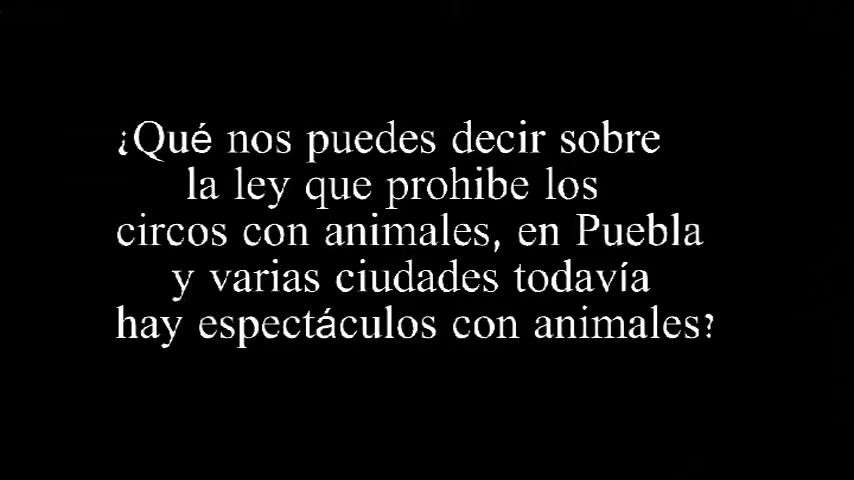 ¿Qué nos puedes decir sobre
la ley que prohibe los
circos con animales, en Puebla
y varias ciudades todavía
hay espectáculos con animales?